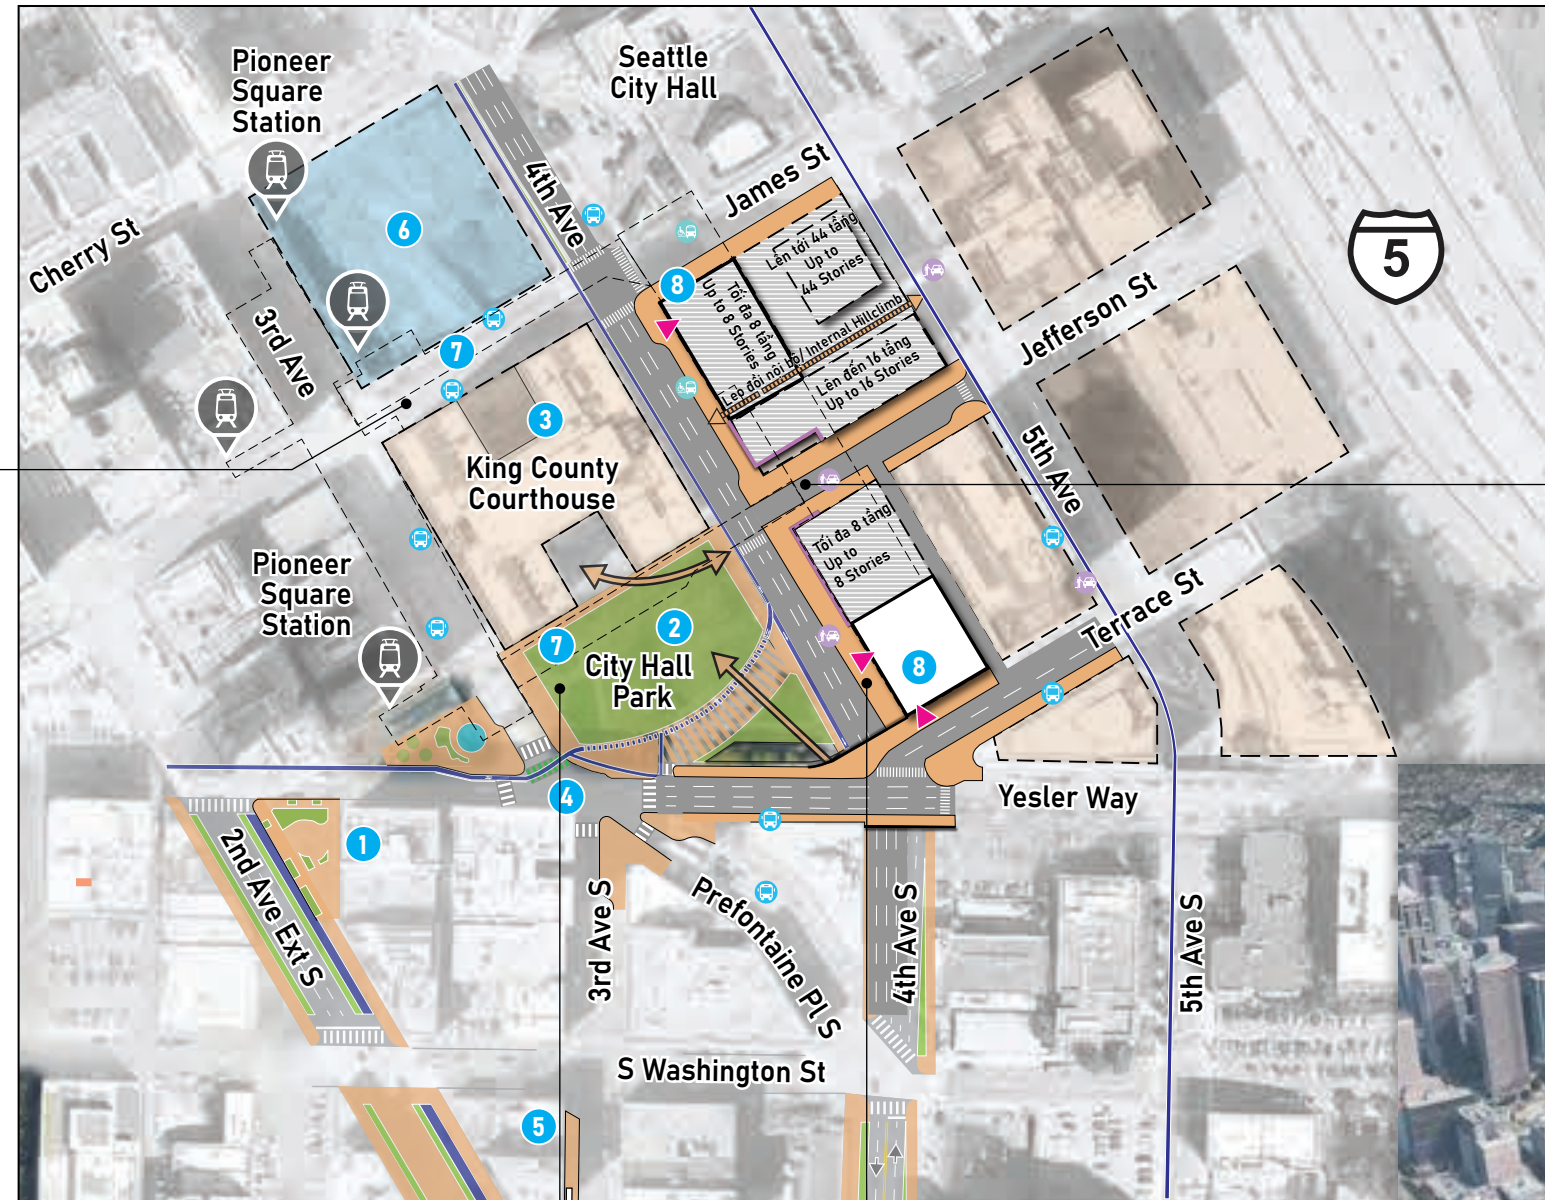 Pioneer
Square
Station
Seattle
City Hall
6
4th Ave
James St
Cherry St
3rd Ave
7
8
Tối đa 8 tầng
Up to 8 Stories
Lên tới 44 tầng
Up to
44 Stories
Leo đồi nội bộ/ Internal Hillclimb
Lên đến 16 tầng
Up to 16 Stories
5
Jefferson St
3
King County
Courthouse
5th Ave
Tối đa 8 tầng
Up to
8 Stories
Pioneer
Square
Station
7
2
City Hall
Park
8
Terrace St
4
Yesler Way
1
2nd Ave Ext S
3rd Ave S
Prefontaine Pl S
4th Ave S
5th Ave S
S Washington St
5